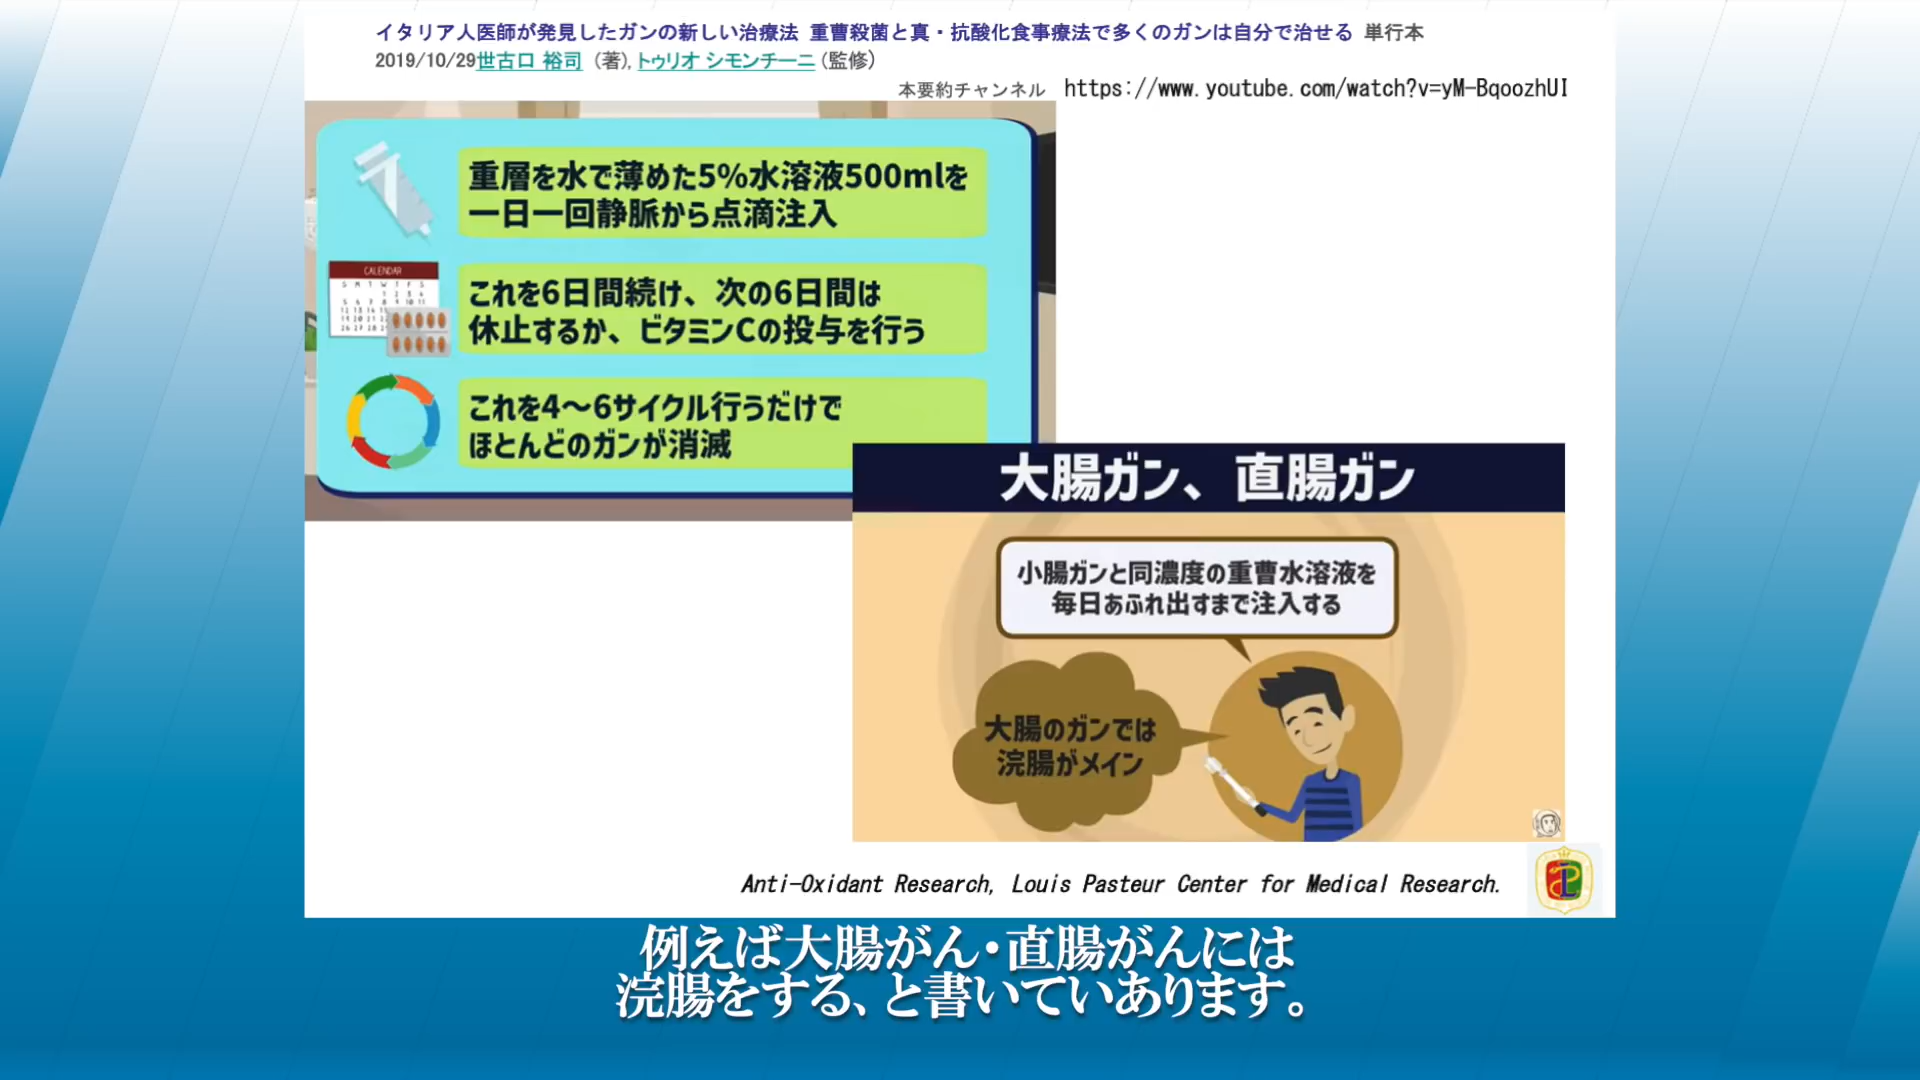 イタリア人医師が発見したガンの新しい治療法 重曹殺菌と真・抗酸化食事療法で多くのガンは自分で治せる 単行本
2019/10/29世古口 裕司 (著), トゥリオ シモンチーニ (監修)
本要約チャンネル https://www.youtube.com/watch?v=yM-BqoozhUI
重層を水で薄めた5%水溶液500mlを
一日一回静脈から点滴注入
CALENDAR
これを6日間続け、次の6日間は
休止するか、ビタミンCの投与を行う
これを4〜6サイクル行うだけで
ほとんどのガンが消滅
大腸ガン、直腸ガン
小腸ガンと同濃度の重曹水溶液を
毎日あふれ出すまで注入する
大腸のガンでは
浣腸がメイン
Anti-Oxidant Research, Louis Pasteur Center for Medical Research.
例えば大腸がん・直腸がんには
浣腸をする、と書いていあります。